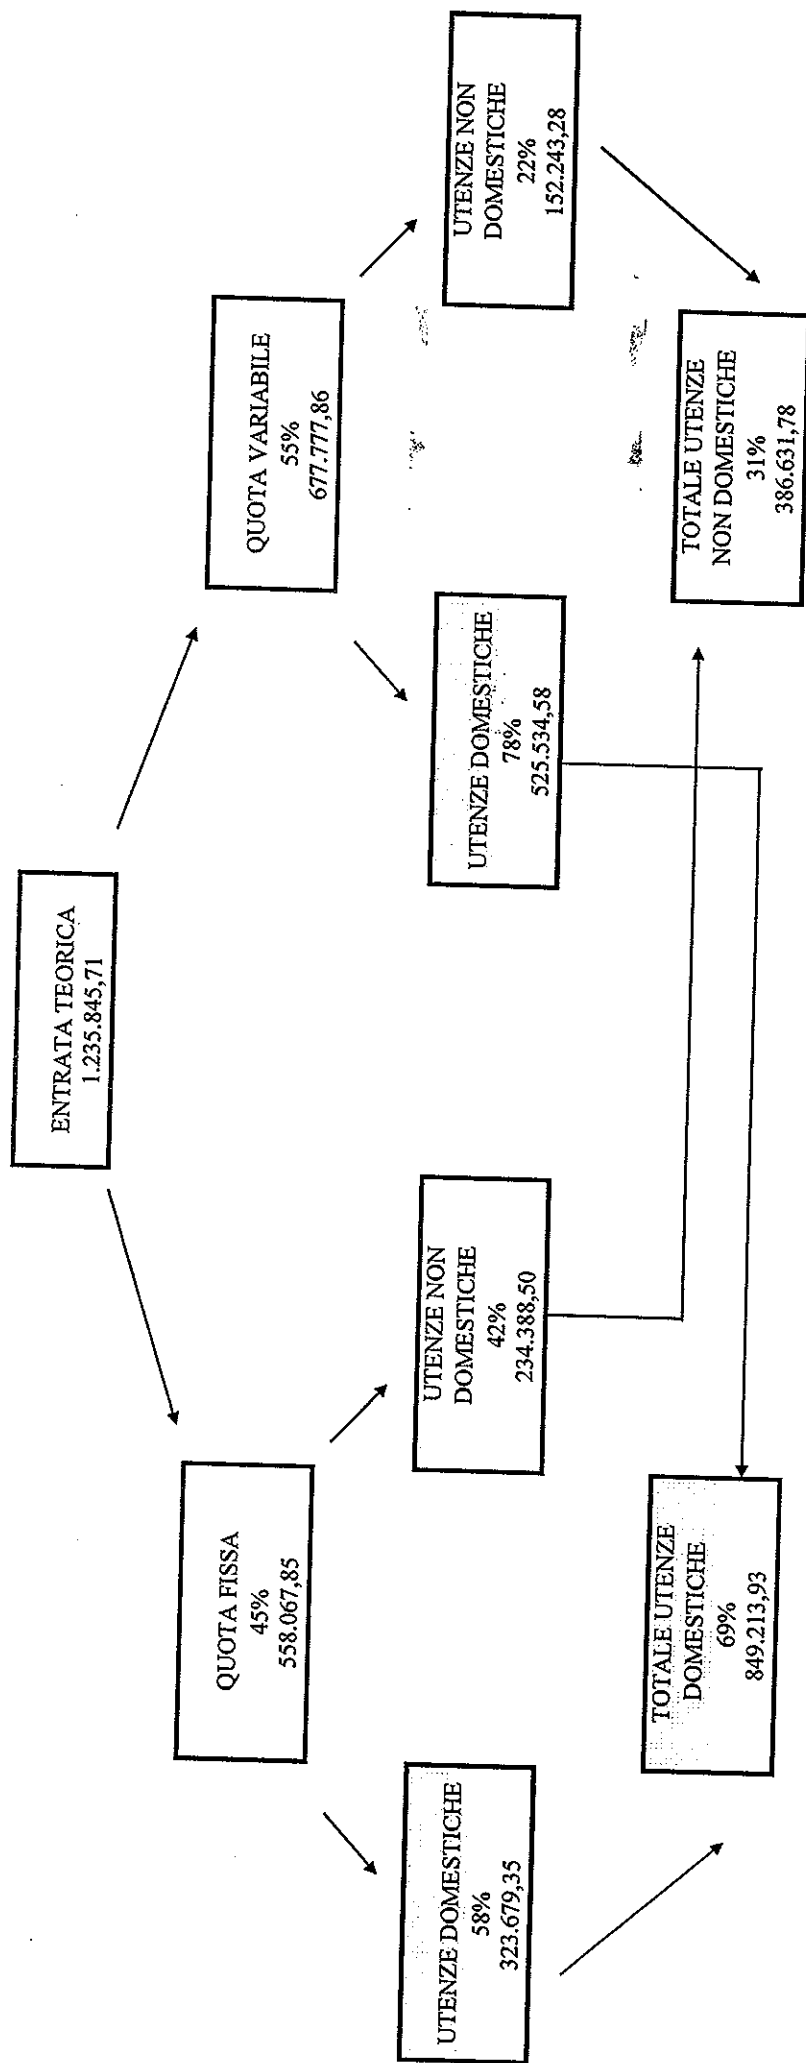 ENTRATA TEORICA
1.235.845,71
QUOTA FISSA
45%
558.067,85
QUOTA VARIABILE
55%
677.777,86
UTENZE DOMESTICHE
58%
323.679,35
UTENZE NON
DOMESTICHE
42%
234.388,50
UTENZE DOMESTICHE
78%
525.534,58
UTENZE NON
DOMESTICHE
22%
152.243,28
TOTALE UTENZE
DOMESTICHE
69%
849.213,93
TOTALE UTENZE
NON DOMESTICHE
31%
386.631,78